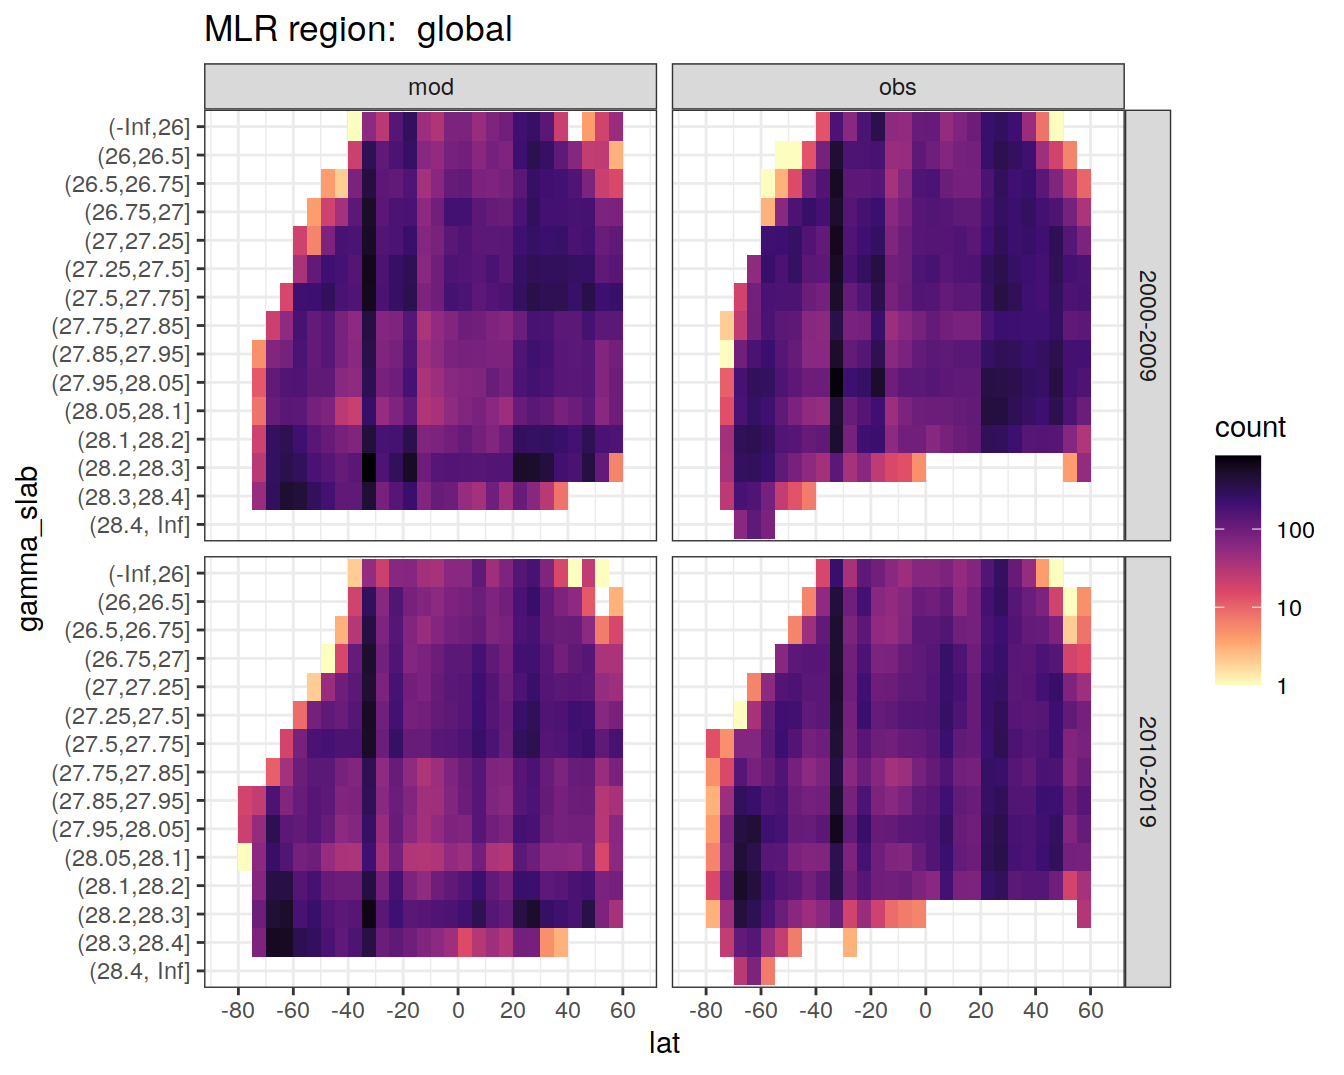 MLR region:  global
mod
obs
gamma_slab
(-Inf,26]
(26,26.5]
(26.5,26.75]
(26.75,27]
(27,27.25]
(27.25,27.5]
(27.5,27.75]
(27.75,27.85]
(27.85,27.95]
(27.95,28.05]
(28.05,28.1]
(28.1,28.2]
(28.2,28.3]
(28.3,28.4]
(28.4, Inf]
2000-2009
(-Inf,26]
(26,26.5]
(26.5,26.75]
(26.75,27]
(27,27.25]
(27.25,27.5]
(27.5,27.75]
(27.75,27.85]
(27.85,27.95]
(27.95,28.05]
(28.05,28.1]
(28.1,28.2]
(28.2,28.3]
(28.3,28.4]
(28.4, Inf]
2010-2019
-80 -60 -40 -20 0 20 40 60
-80 -60 -40 -20 0 20 40 60
lat
count
100
10
1